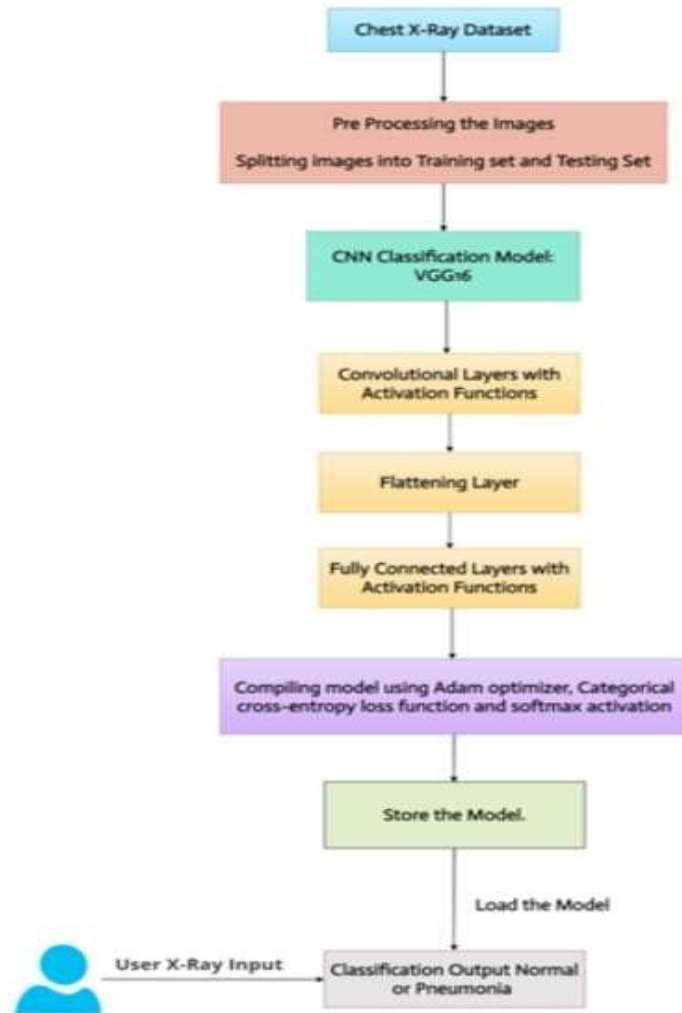 Chest X-Ray Dataset
Pre Processing the Images
Splitting images into Training set and Testing Set
CNN Classification Model:
VGG16
Convolutional Layers with
Activation Functions
Flattening Layer
Fully Connected Layers with
Activation Functions
Compiling model using Adam optimizer, Categorical
cross-entropy loss function and softmax activation
Store the Model.
Load the Model
User X-Ray Input
Classification Output Normal
or Pneumonia